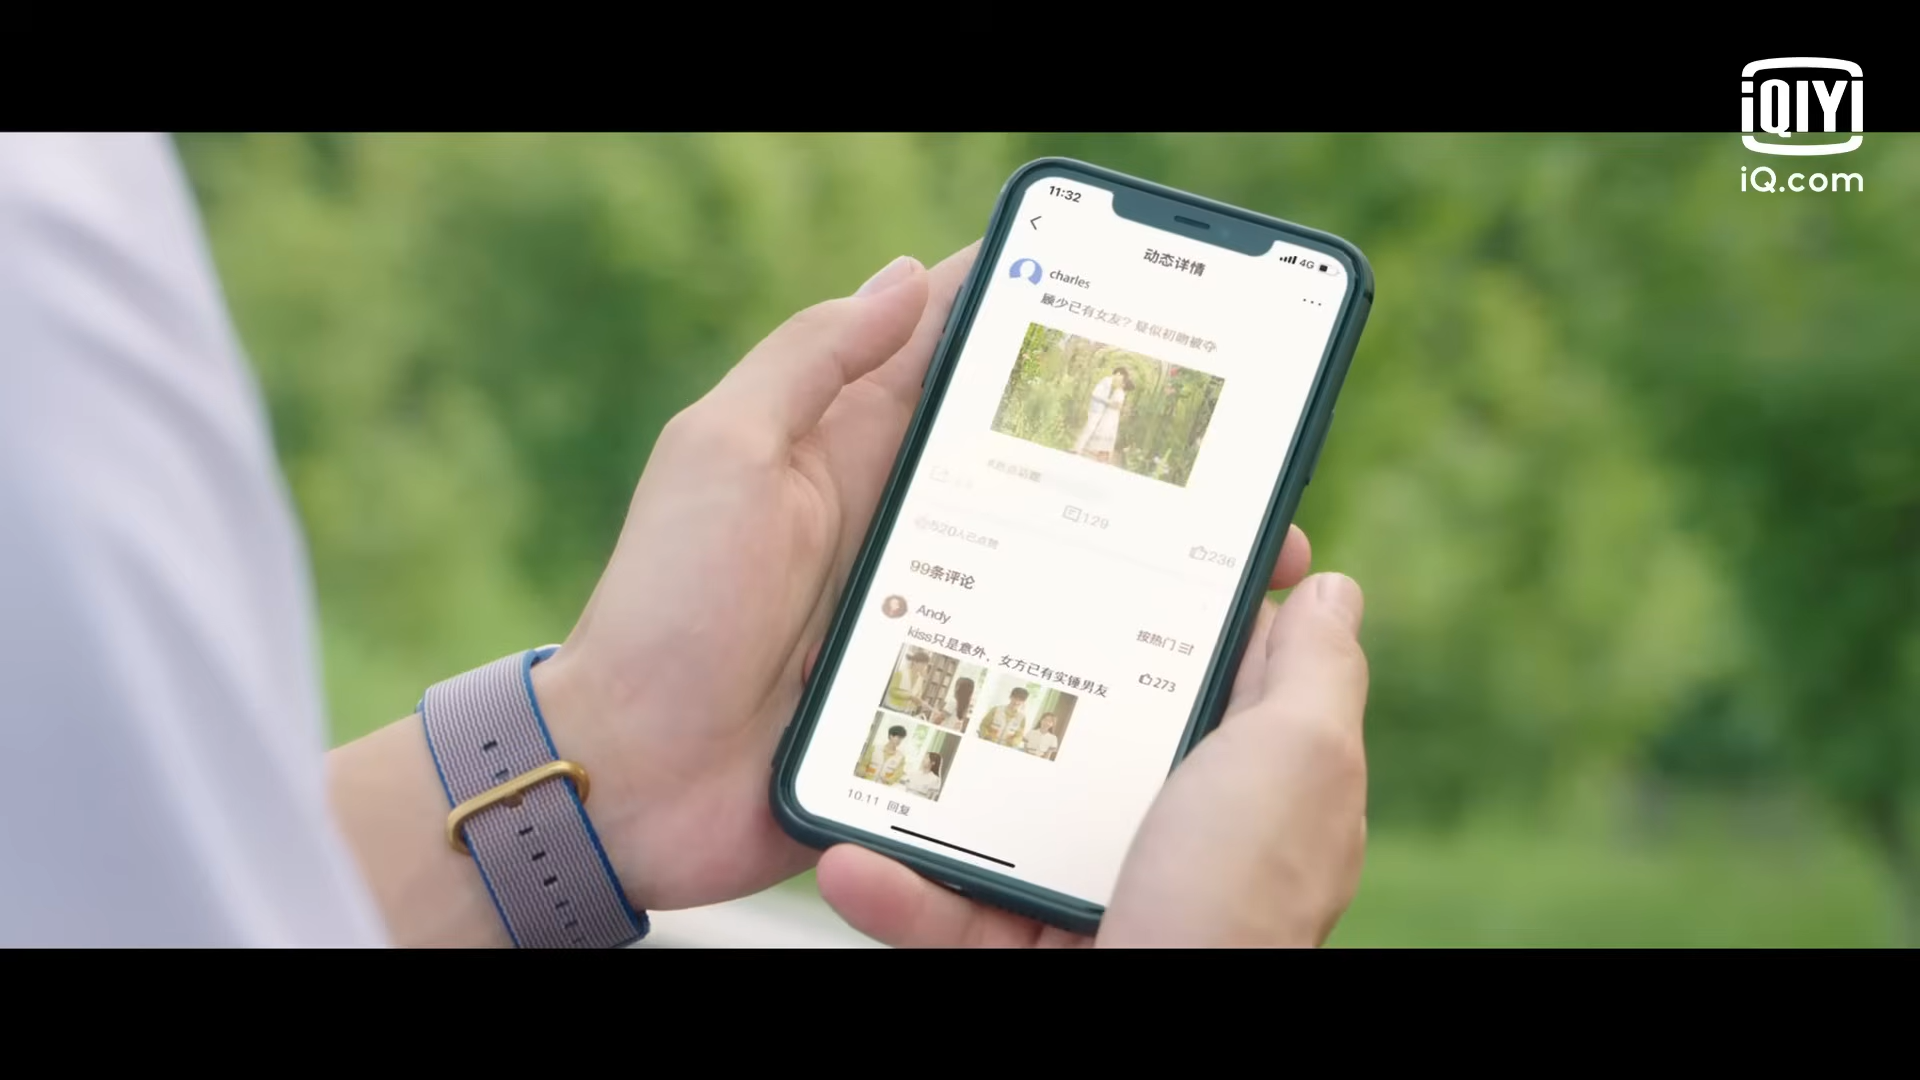 iQIYI
iQ.com
11:32
4G
动态详情
charles
顾少已有女友？疑似初吻被夺
129
236
520人已点赞
99条评论
按热门
Andy
kiss只是意外，女方已有实锤男友
273
10.11 回复